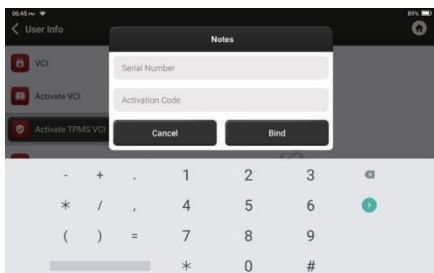 06:45 PM 89%
User Info
Notes
VCI
Serial Number
Activate VCI
Activation Code
Activate TPMS VCI
Cancel Bind
- + . 1 2 3
* / , 4 5 6
( ) = 7 8 9
* 0 #